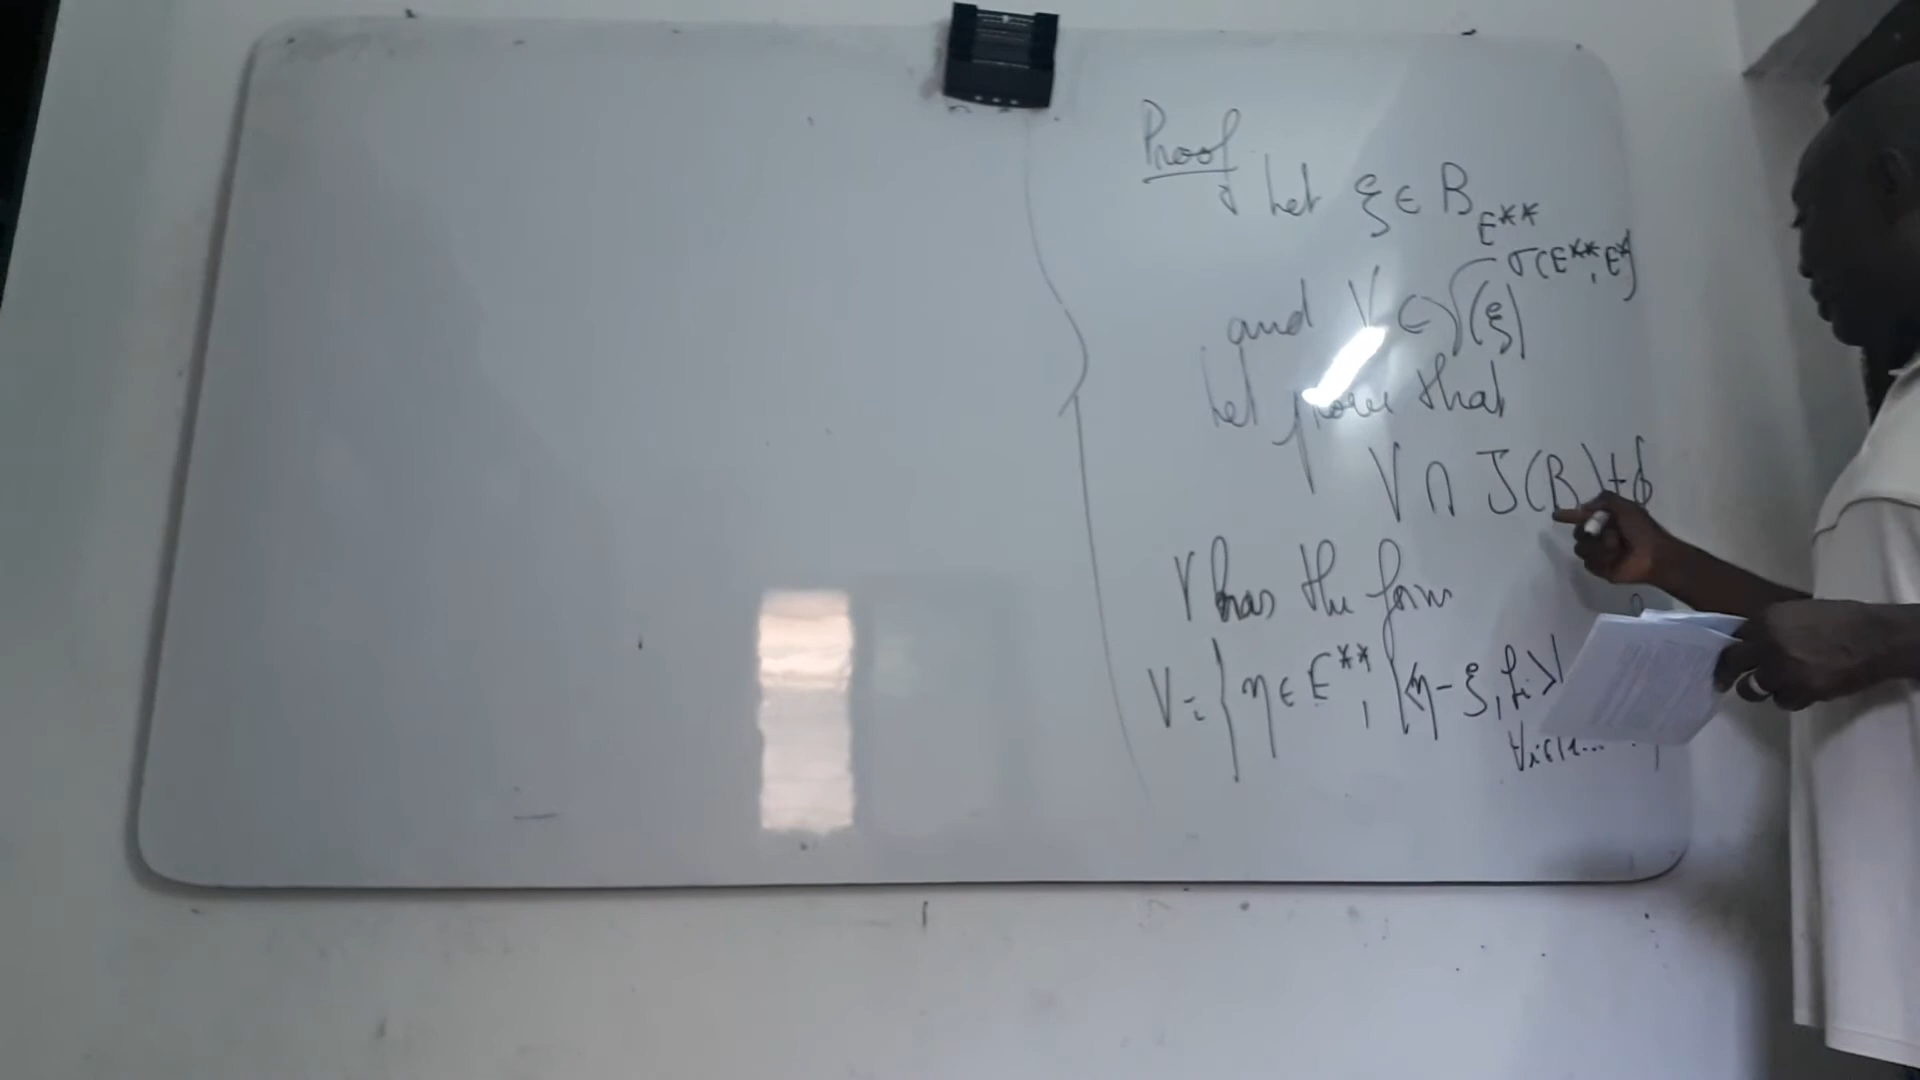 Proof
Let ξ ∈ B_{E**}
and V ∈ V^{σ(E**, E*)}(ξ)
let prove that
V ∩ J(B) ≠ ∅
V has the form
V = { η ∈ E**, |<η - ξ, f_i>|
∀ i ∈ {1...